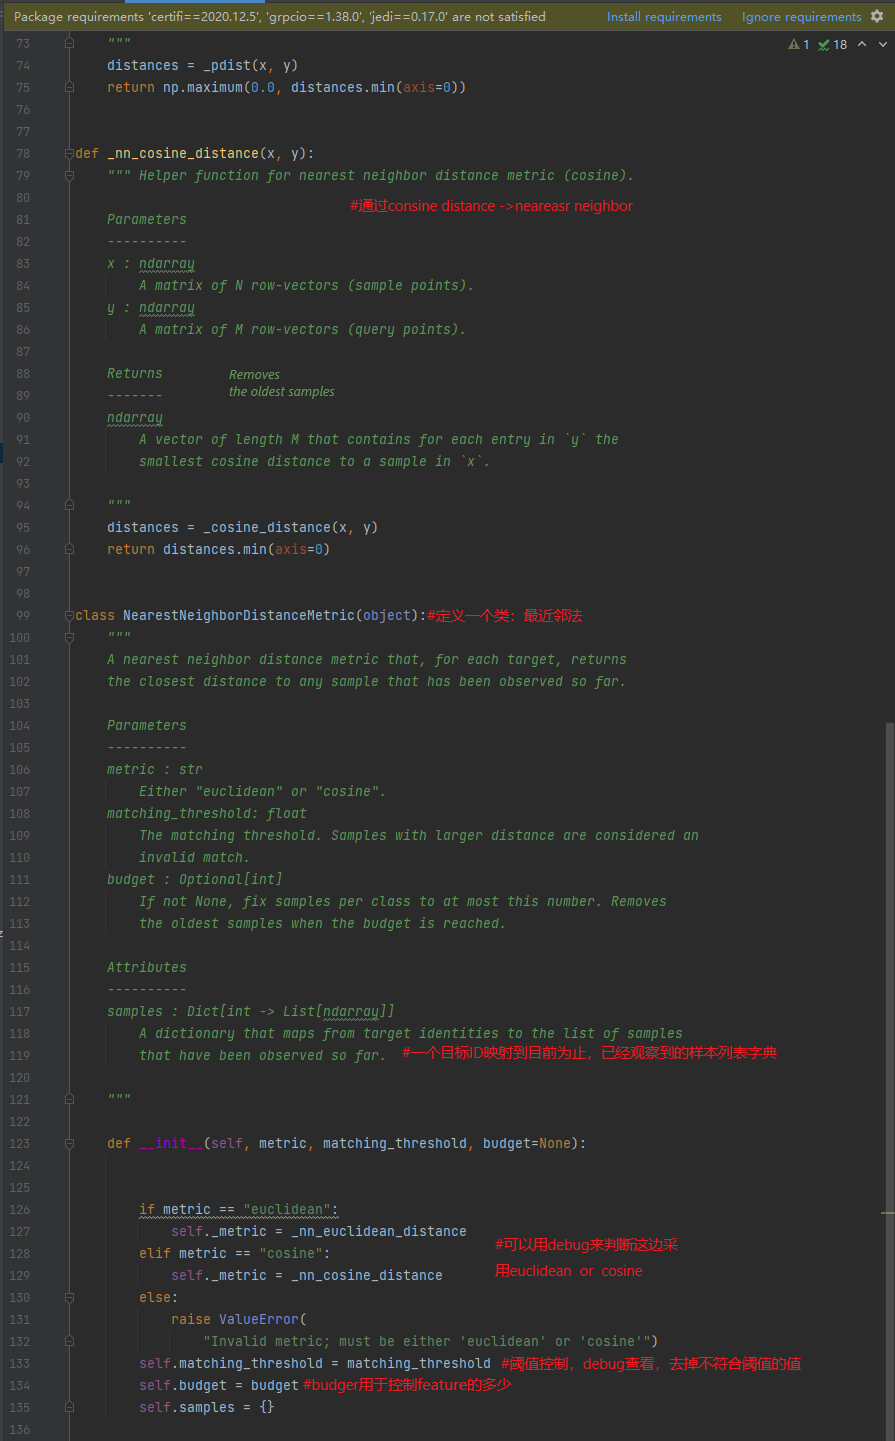 Package requirements 'certifi==2020.12.5', 'grpcio==1.38.0', 'jedi==0.17.0' are not satisfied Install requirements Ignore requirements
1 18
73 """
74 distances = _pdist(x, y)
75 return np.maximum(0.0, distances.min(axis=0))
76
77
78 def _nn_cosine_distance(x, y):
79 """ Helper function for nearest neighbor distance metric (cosine).
80
#通过consine distance ->neareasr neighbor
81 Parameters
82 ----------
83 x : ndarray
84 A matrix of N row-vectors (sample points).
85 y : ndarray
86 A matrix of M row-vectors (query points).
87
88 Returns
Removes
the oldest samples
89 -------
90 ndarray
91 A vector of length M that contains for each entry in `y` the
92 smallest cosine distance to a sample in `x`.
93
94 """
95 distances = _cosine_distance(x, y)
96 return distances.min(axis=0)
97
98
99 class NearestNeighborDistanceMetric(object):#定义一个类：最近邻法
100 """
101 A nearest neighbor distance metric that, for each target, returns
102 the closest distance to any sample that has been observed so far.
103
104 Parameters
105 ----------
106 metric : str
107 Either "euclidean" or "cosine".
108 matching_threshold: float
109 The matching threshold. Samples with larger distance are considered an
110 invalid match.
111 budget : Optional[int]
112 If not None, fix samples per class to at most this number. Removes
113 the oldest samples when the budget is reached.
114
115 Attributes
116 ----------
117 samples : Dict[int -> List[ndarray]]
118 A dictionary that maps from target identities to the list of samples
119 that have been observed so far. #一个目标ID映射到目前为止，已经观察到的样本列表字典
120
121 """
122
123 def __init__(self, metric, matching_threshold, budget=None):
124
125
126 if metric == "euclidean":
127 self._metric = _nn_euclidean_distance
128 elif metric == "cosine":
#可以用debug来判断这边采
用euclidean or cosine
129 self._metric = _nn_cosine_distance
130 else:
131 raise ValueError(
132 "Invalid metric; must be either 'euclidean' or 'cosine'")
133 self.matching_threshold = matching_threshold #阈值控制，debug查看，去掉不符合阈值的值
134 self.budget = budget #budger用于控制feature的多少
135 self.samples = {}
136